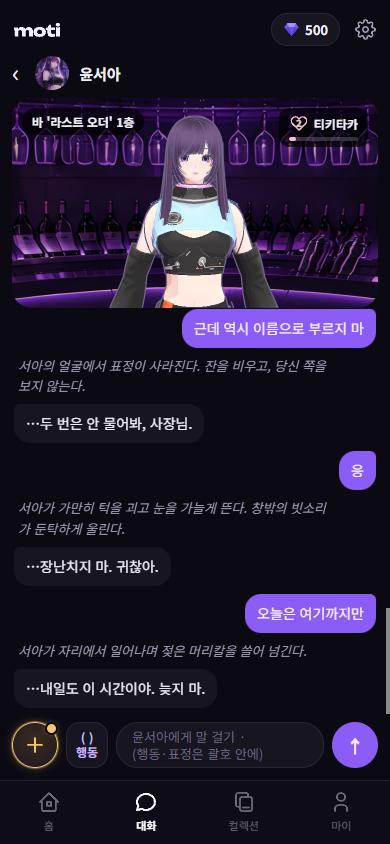 moti
500
윤서아
바 '라스트 오더' 1층
2 티키타카
근데 역시 이름으로 부르지 마
서아의 얼굴에서 표정이 사라진다. 잔을 비우고, 당신 쪽을
보지 않는다.
…두 번은 안 물어봐, 사장님.
웅
서아가 가만히 턱을 괴고 눈을 가늘게 뜬다. 창밖의 빗소리
가 둔탁하게 울린다.
…장난치지 마. 귀찮아.
오늘은 여기까지만
서아가 자리에서 일어나며 젖은 머리칼을 쓸어 넘긴다.
…내일도 이 시간이야. 늦지 마.
( )
행동
윤서아에게 말 걸기 ·
(행동·표정은 괄호 안에)
홈
대화
컬렉션
마이